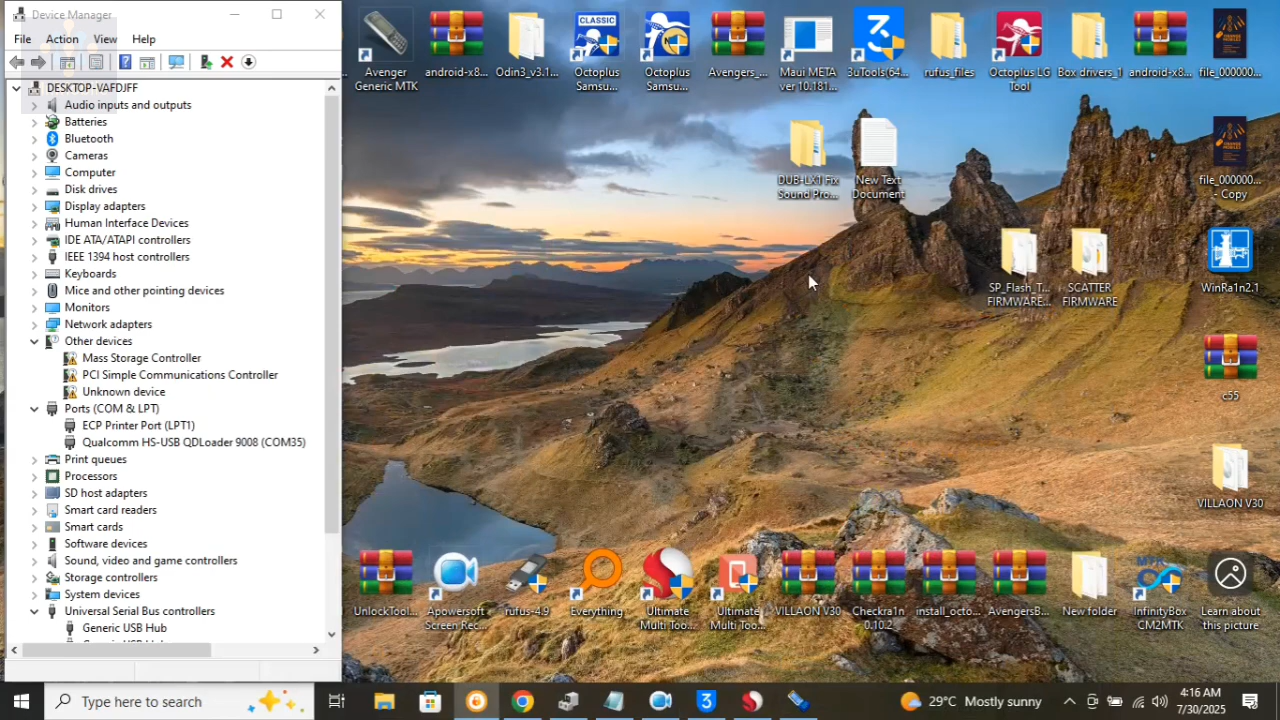 Device Manager
File Action View Help
DESKTOP-VAFDJFF
Audio inputs and outputs
Batteries
Bluetooth
Cameras
Computer
Disk drives
Display adapters
Human Interface Devices
IDE ATA/ATAPI controllers
IEEE 1394 host controllers
Keyboards
Mice and other pointing devices
Monitors
Network adapters
Other devices
Mass Storage Controller
PCI Simple Communications Controller
Unknown device
Ports (COM & LPT)
ECP Printer Port (LPT1)
Qualcomm HS-USB QDLoader 9008 (COM35)
Print queues
Processors
SD host adapters
Smart card readers
Smart cards
Software devices
Sound, video and game controllers
Storage controllers
System devices
Universal Serial Bus controllers
Generic USB Hub
Avenger
Generic MTK
android-x8...
Odin3_v3.1...
CLASSIC
Octoplus
Samsu...
Octoplus
Samsu...
Avengers_...
Maui META
ver 10.181...
3uTools(64...
rufus_files
Octoplus LG
Tool
Box drivers_1
android-x8...
file_000000...
DUB-LX1 Fix
Sound Pro...
New Text
Document
file_000000...
- Copy
SP_Flash_T...
FIRMWARE...
SCATTER
FIRMWARE
WinRa1n2.1
c55
VILLAON V30
UnlockTool...
Apowersoft
Screen Rec...
rufus-4.9
Everything
Ultimate
Multi Too...
Ultimate
Multi Too...
VILLAON V30
Checkra1n
0.10.2
install_octo...
AvengersB...
New folder
InfinityBox
CM2MTK
Learn about
this picture
Type here to search
29°C Mostly sunny
4:16 AM
7/30/2025